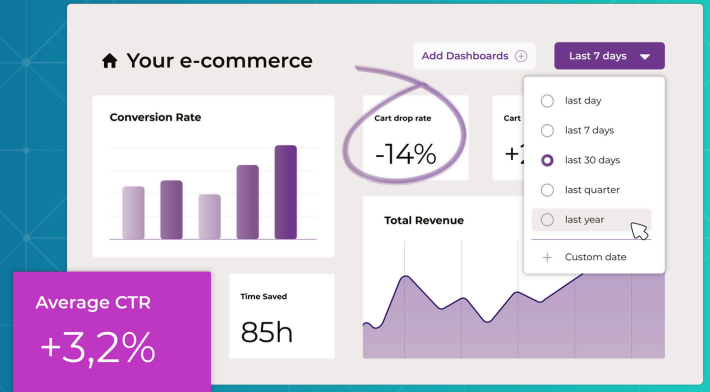 Your e-commerce
Add Dashboards
Last 7 days
last day
last 7 days
last 30 days
last quarter
last year
Custom date
Conversion Rate
Cart drop rate
-14%
Cart
Total Revenue
Time Saved
85h
Average CTR
+3,2%